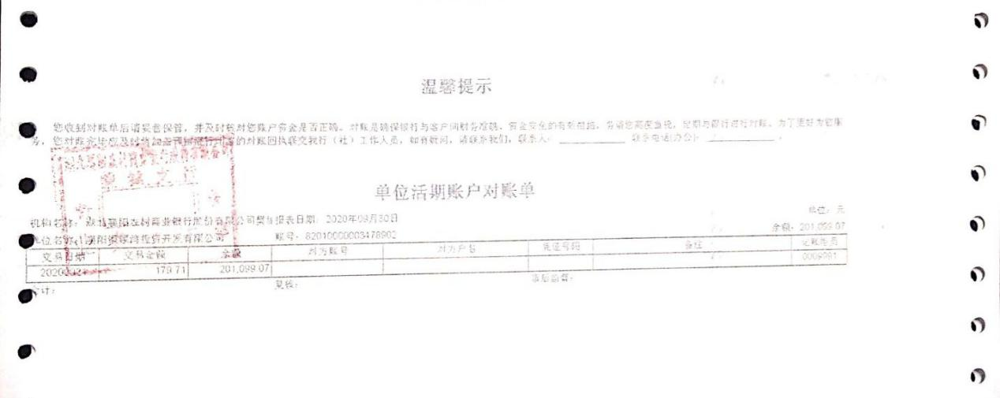 温馨提示
您收到对账单后请妥善保管，并及时核对您账户资金是否正确。对账是确保银行与客户间财务准确、资金安全的有效措施，务请您高度重视，定期与银行进行对账。为了更好为您服
务，您对账完毕应及时将加盖预留银行印鉴的对账回执联交我行（社）工作人员，如有疑问，请联系我们，联系人： 联系电话(办公)： 。
单位活期账户对账单
机构名称：湖北襄阳农村商业银行股份有限公司 报表日期：2020年09月30日 单位：元
单位名称： 投资开发有限公司 账号：82010000003478902 余额：201,099.07
交易日期 交易金额 余额 对方账号 对方户名 凭证号码 备注 记账柜员
179.71 201,099.07 0009081
合计： 复核： 事后监督：